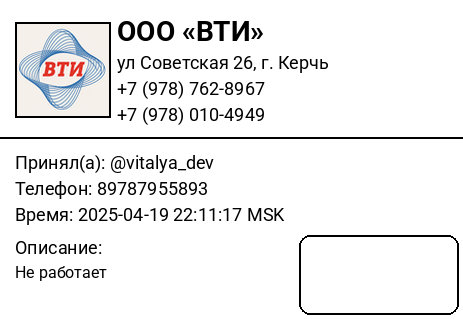 ВТИ
ООО «ВТИ»
ул Советская 26, г. Керчь
+7 (978) 762-8967
+7 (978) 010-4949
Принял(а): @vitalya_dev
Телефон: 89787955893
Время: 2025-04-19 22:11:17 MSK
Описание:
Не работает